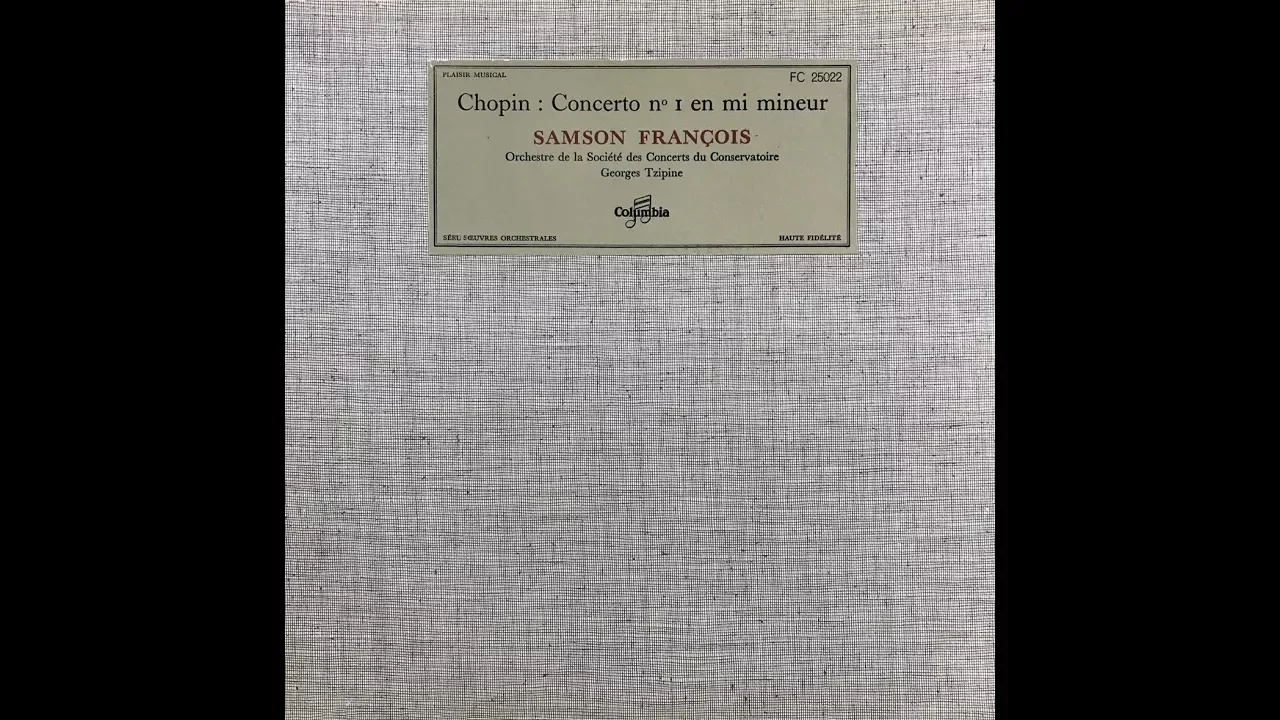 PLAISIR MUSICAL
FC 25022
Chopin : Concerto nº 1 en mi mineur
SAMSON FRANÇOIS
Orchestre de la Société des Concerts du Conservatoire
Georges Tzipine
Columbia
ŒUVRES ORCHESTRALES
HAUTE FIDÉLITÉ